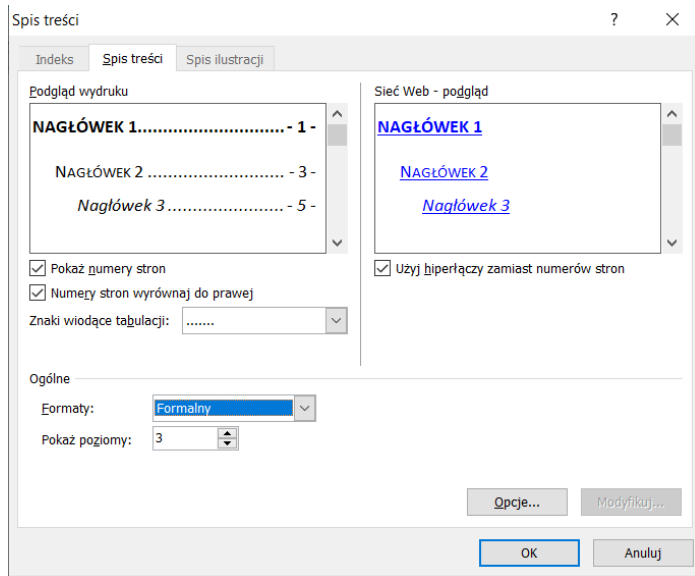 Spis treści ? ×
Indeks Spis treści Spis ilustracji
Podgląd wydruku
NAGŁÓWEK 1.............................- 1 -
NAGŁÓWEK 2 ........................... - 3 -
Nagłówek 3....................... - 5 -
Pokaż numery stron
Numery stron wyrównaj do prawej
Znaki wiodące tabulacji: .......
Sieć Web - podgląd
NAGŁÓWEK 1
NAGŁÓWEK 2
Nagłówek 3
Użyj hiperłączy zamiast numerów stron
Ogólne
Formaty: Formalny
Pokaż poziomy: 3
Opcje... Modyfikuj...
OK Anuluj